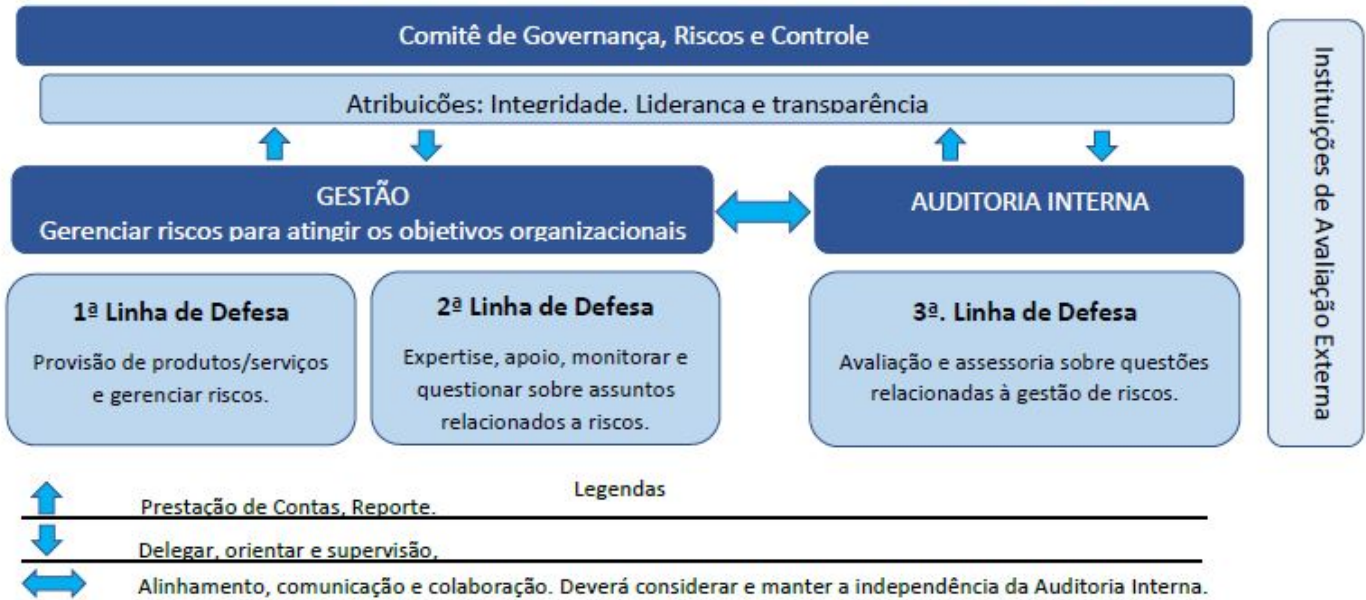 Comitê de Governança, Riscos e Controle
Atribuições: Integridade. Liderança e transparência
GESTÃO
Gerenciar riscos para atingir os objetivos organizacionais
AUDITORIA INTERNA
1ª Linha de Defesa
Provisão de produtos/serviços
e gerenciar riscos.
2ª Linha de Defesa
Expertise, apoio, monitorar e
questionar sobre assuntos
relacionados a riscos.
3ª. Linha de Defesa
Avaliação e assessoria sobre questões
relacionadas à gestão de riscos.
Instituições de Avaliação Externa
Legendas
Prestação de Contas, Reporte.
Delegar, orientar e supervisão,
Alinhamento, comunicação e colaboração. Deverá considerar e manter a independência da Auditoria Interna.